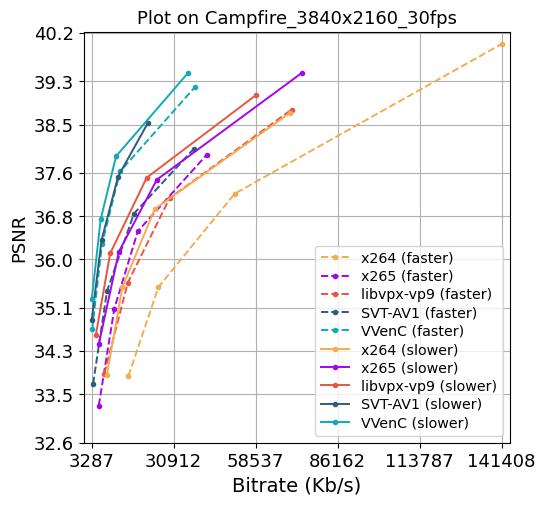 Plot on Campfire_3840x2160_30fps
40.2
39.3
38.5
37.6
36.8
36.0
35.1
34.3
33.5
32.6
PSNR
x264 (faster)
x265 (faster)
libvpx-vp9 (faster)
SVT-AV1 (faster)
VVenC (faster)
x264 (slower)
x265 (slower)
libvpx-vp9 (slower)
SVT-AV1 (slower)
VVenC (slower)
3287 30912 58537 86162 113787 141408
Bitrate (Kb/s)